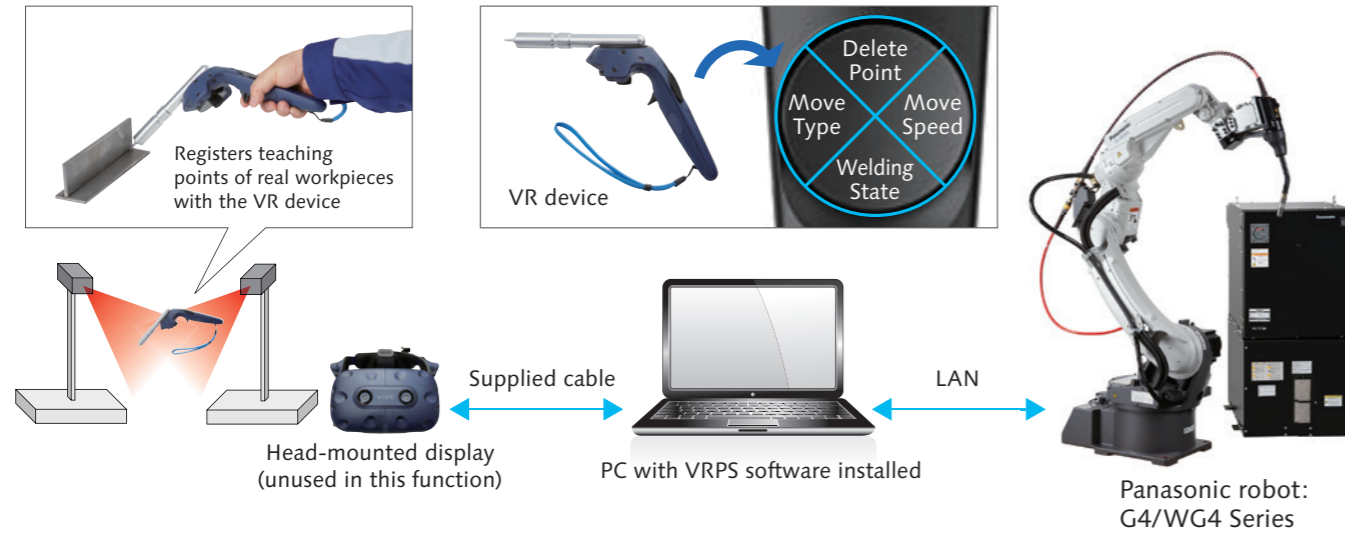 Registers teaching
points of real workpieces
with the VR device
VR device
Delete
Point
Move
Type
Move
Speed
Welding
State
Supplied cable
LAN
Head-mounted display
(unused in this function)
PC with VRPS software installed
Panasonic robot:
G4/WG4 Series